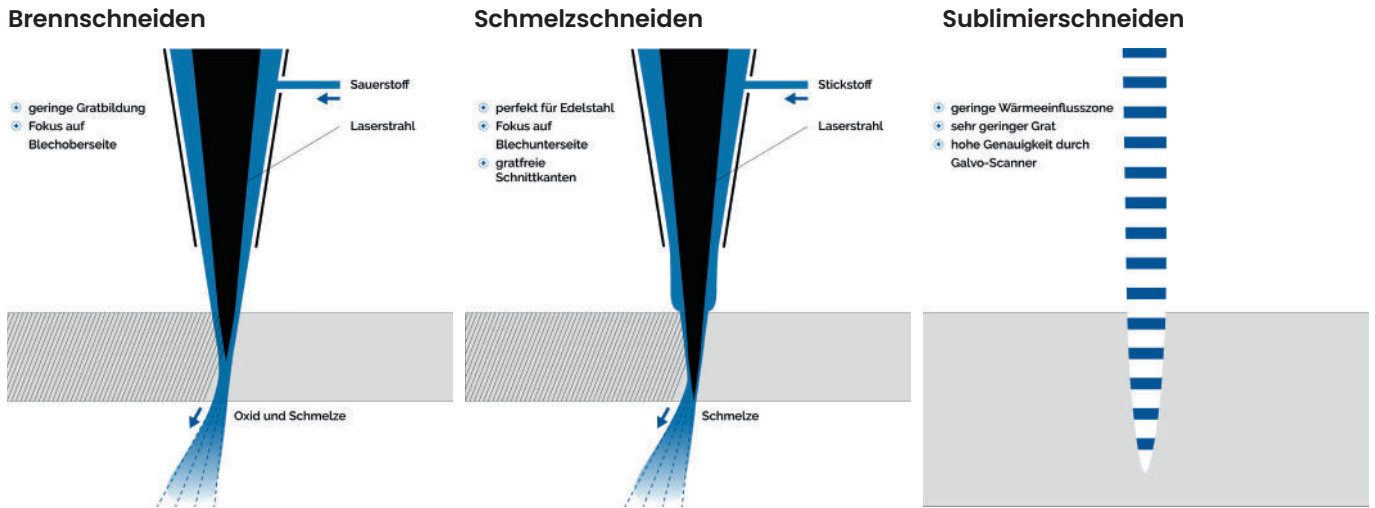 Brennschneiden
geringe Gratbildung
Fokus auf
Blechoberseite
Sauerstoff
Laserstrahl
Oxid und Schmelze
Schmelzschneiden
perfekt für Edelstahl
Fokus auf
Blechunterseite
gratfreie
Schnittkanten
Stickstoff
Laserstrahl
Schmelze
Sublimierschneiden
geringe Wärmeeinflusszone
sehr geringer Grat
hohe Genauigkeit durch
Galvo-Scanner